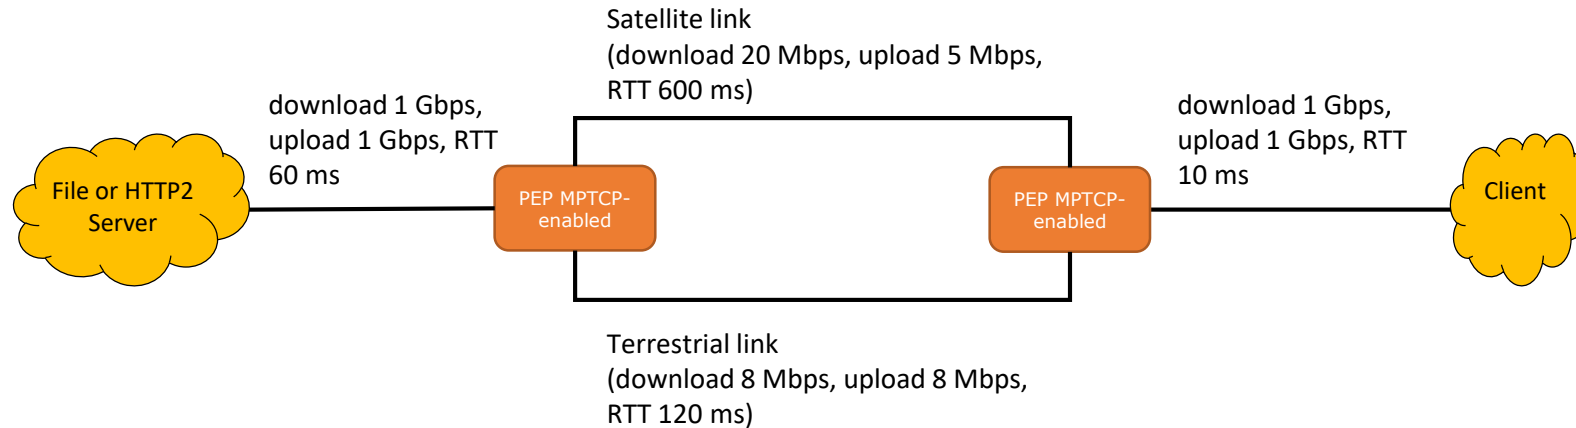 Satellite link
(download 20 Mbps, upload 5 Mbps,
RTT 600 ms)
download 1 Gbps,
upload 1 Gbps, RTT
60 ms
download 1 Gbps,
upload 1 Gbps, RTT
10 ms
File or HTTP2
Server
PEP MPTCP-
enabled
PEP MPTCP-
enabled
Client
Terrestrial link
(download 8 Mbps, upload 8 Mbps,
RTT 120 ms)